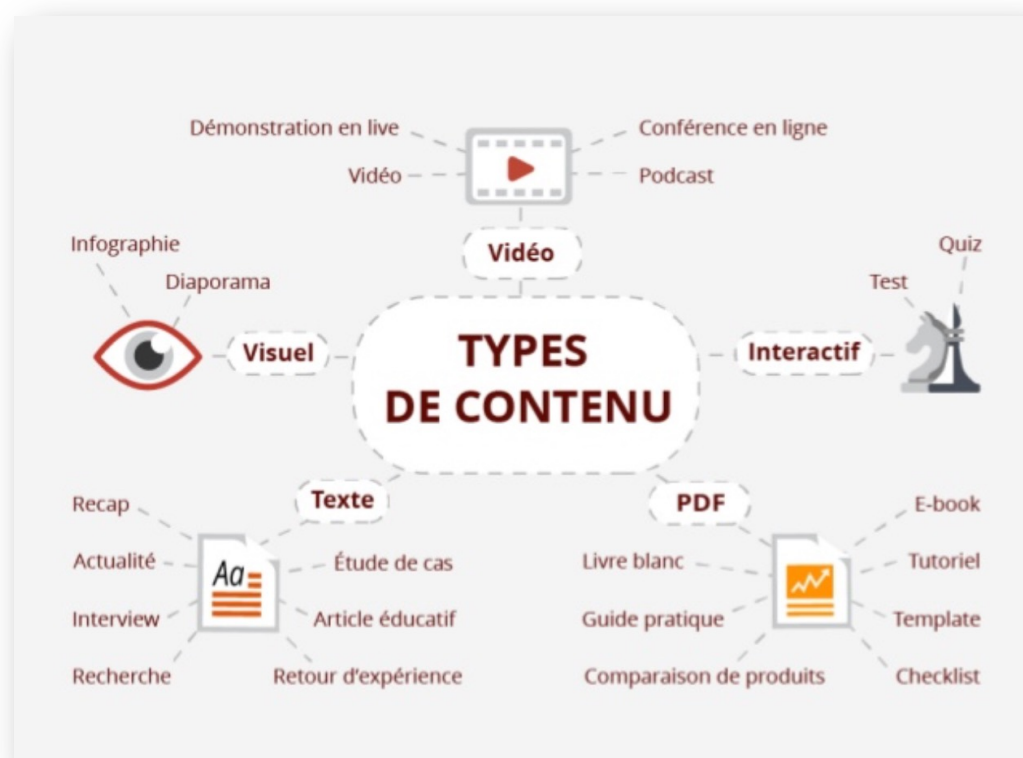 Démonstration en live
Conférence en ligne
Vidéo
Podcast
Vidéo
Infographie
Diaporama
Visuel
Quiz
Test
Interactif
TYPES
DE CONTENU
Texte
Recap
Actualité
Interview
Recherche
Aa
Étude de cas
Article éducatif
Retour d'expérience
PDF
Livre blanc
Guide pratique
Comparaison de produits
E-book
Tutoriel
Template
Checklist